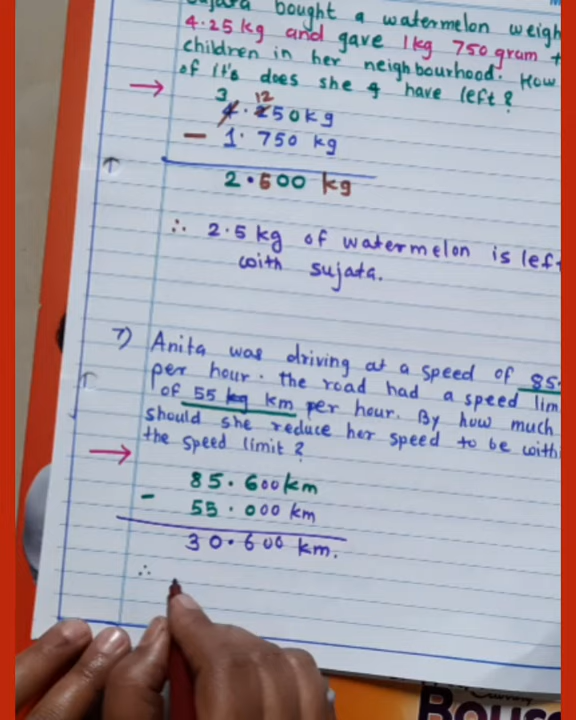 bought a watermelon weigh
4.25 kg and gave 1kg 750 gram
children in her neighbourhood. How
of it's does she have left?
3 12
4.250kg
- 1.750 kg
2.500 kg
∴ 2.5 kg of watermelon is left
with sujata.
7) Anita was driving at a speed of 85.
per hour. the road had a speed lim
of 55 kg km per hour. By how much
should she reduce her speed to be with
the speed limit?
85.600km
- 55.000 km
30.600 km.
∴